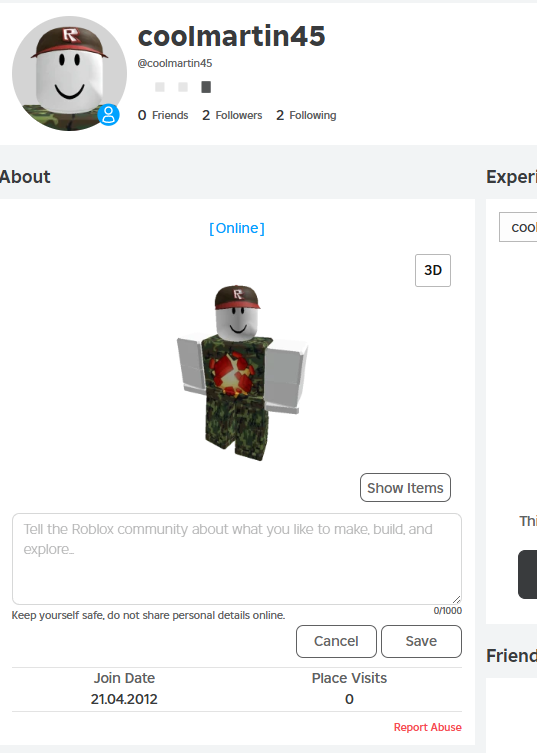 coolmartin45
@coolmartin45
0 Friends 2 Followers 2 Following
About
Experi
[Online]
cool
3D
Show Items
Tell the Roblox community about what you like to make, build, and
explore...
Thi
Keep yourself safe, do not share personal details online.
0/1000
Cancel
Save
Friend
Join Date
Place Visits
21.04.2012
0
Report Abuse